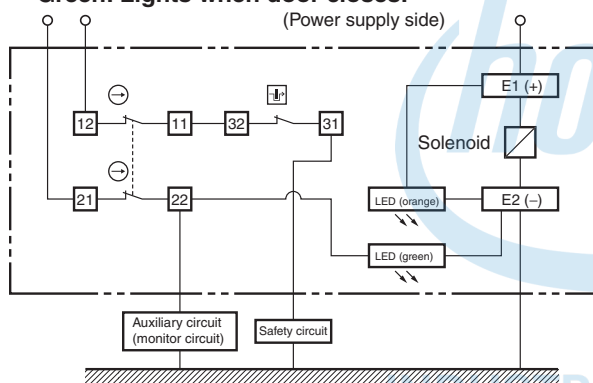 Green: Lights when door closes.
(Power supply side)
E1 (+)
12
11
32
31
Solenoid
21
22
LED (orange)
E2 (–)
LED (green)
Auxiliary circuit
(monitor circuit)
Safety circuit